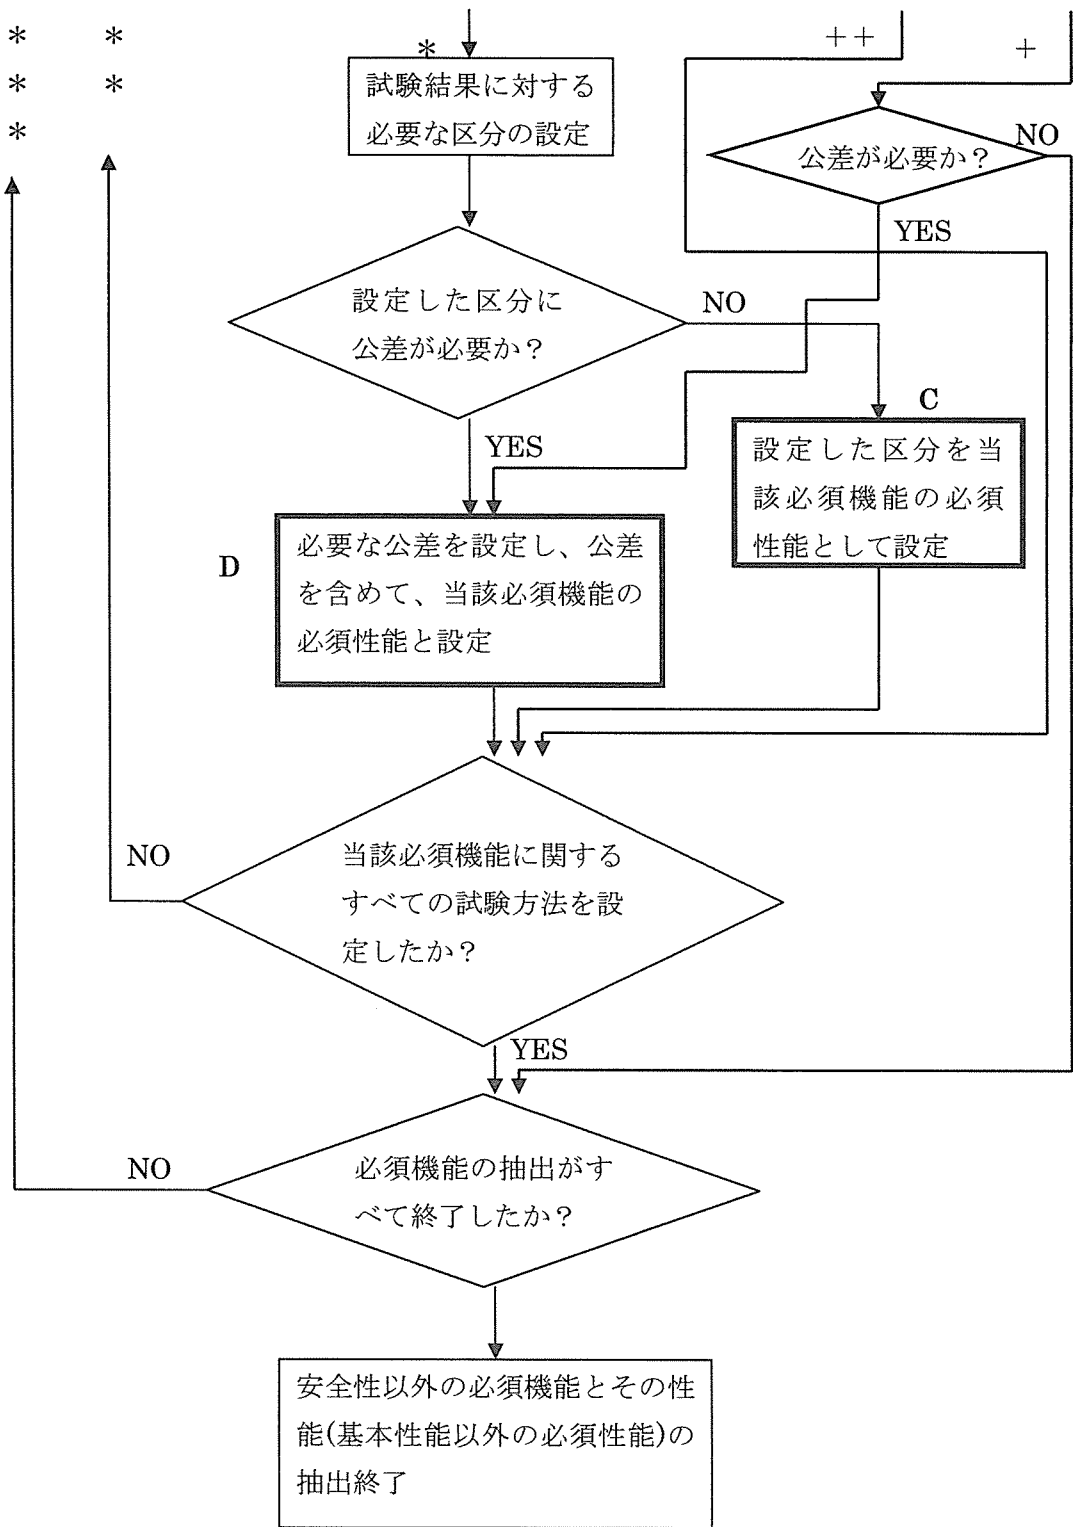 * *
* *
*
*
++
+
試験結果に対する
必要な区分の設定
公差が必要か？
NO
YES
設定した区分に
公差が必要か？
NO
YES
C
設定した区分を当
該必須機能の必須
性能として設定
D
必要な公差を設定し、公差
を含めて、当該必須機能の
必須性能と設定
当該必須機能に関する
すべての試験方法を設
定したか？
NO
YES
必須機能の抽出がす
べて終了したか？
NO
安全性以外の必須機能とその性
能(基本性能以外の必須性能)の
抽出終了